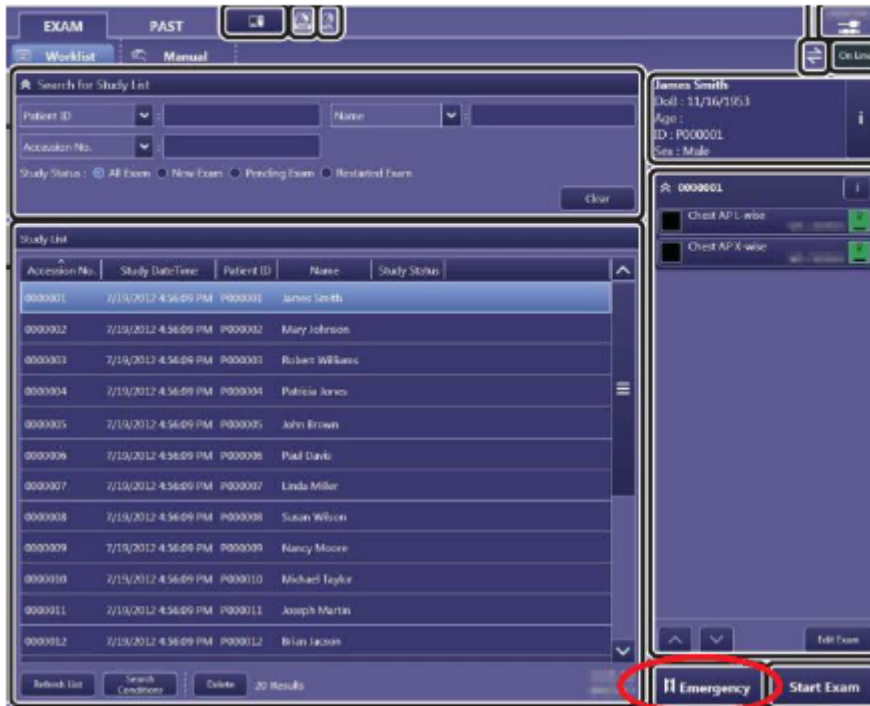 EXAM PAST
Worklist Manual
On Line
Search for Study List
Patient ID : Name :
Accession No. :
Study Status : All Exam New Exam Pending Exam Restarted Exam
Clear
James Smith
DoB : 11/16/1953
Age :
ID : P000001
Sex : Male
i
Study List
Accession No. Study DateTime Patient ID Name Study Status
0000001 7/19/2012 4:56:09 PM P000001 James Smith
0000002 7/19/2012 4:56:09 PM P000002 Mary Johnson
0000003 7/19/2012 4:56:09 PM P000003 Robert Williams
0000004 7/19/2012 4:56:09 PM P000004 Patricia Jones
0000005 7/19/2012 4:56:09 PM P000005 John Brown
0000006 7/19/2012 4:56:09 PM P000006 Paul Davis
0000007 7/19/2012 4:56:09 PM P000007 Linda Miller
0000008 7/19/2012 4:56:09 PM P000008 Susan Wilson
0000009 7/19/2012 4:56:09 PM P000009 Nancy Moore
0000010 7/19/2012 4:56:09 PM P000010 Michael Taylor
0000011 7/19/2012 4:56:09 PM P000011 Joseph Martin
0000012 7/19/2012 4:56:09 PM P000012 Brian Jacson
Refresh List Search Conditions Delete 20 Results
0000001 i
Chest AP L-wise
Chest AP X-wise
Edit Exam
Emergency Start Exam